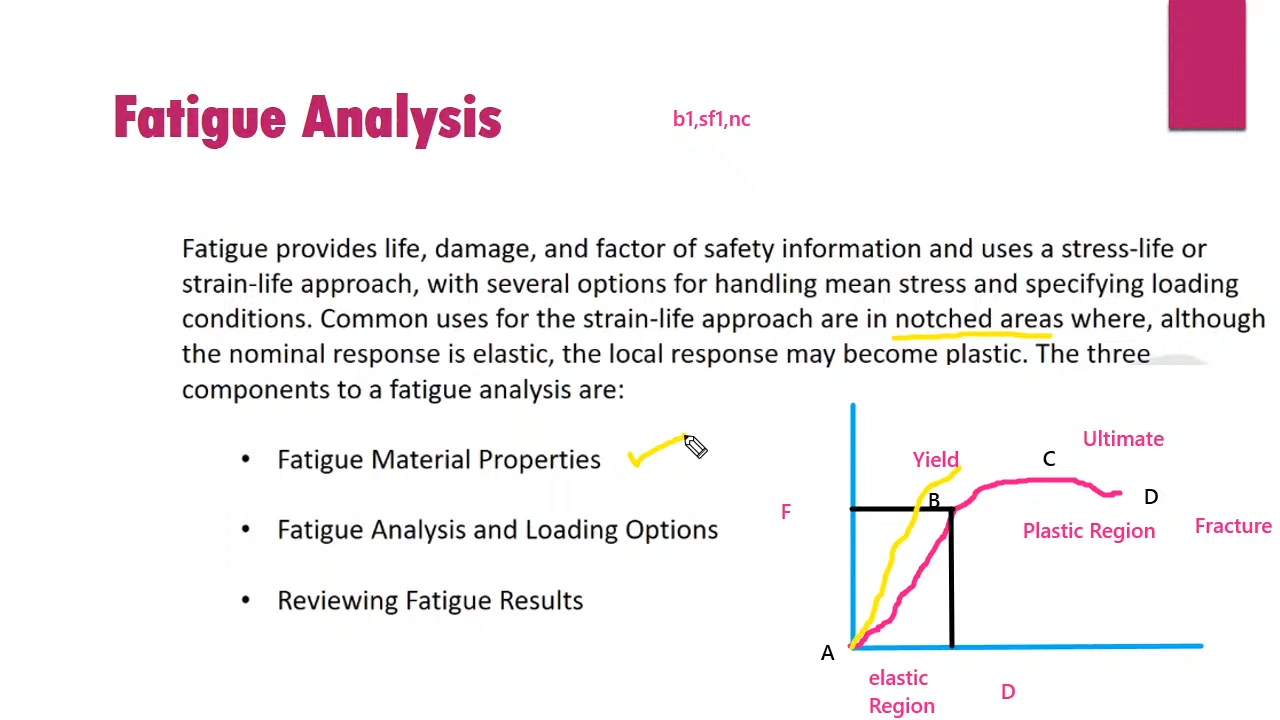 Fatigue Analysis
b1,sf1,nc
Fatigue provides life, damage, and factor of safety information and uses a stress-life or
strain-life approach, with several options for handling mean stress and specifying loading
conditions. Common uses for the strain-life approach are in notched areas where, although
the nominal response is elastic, the local response may become plastic. The three
components to a fatigue analysis are:
• Fatigue Material Properties
• Fatigue Analysis and Loading Options
• Reviewing Fatigue Results
Ultimate
Yield
C
B
D
F
Plastic Region
Fracture
A
elastic
Region
D